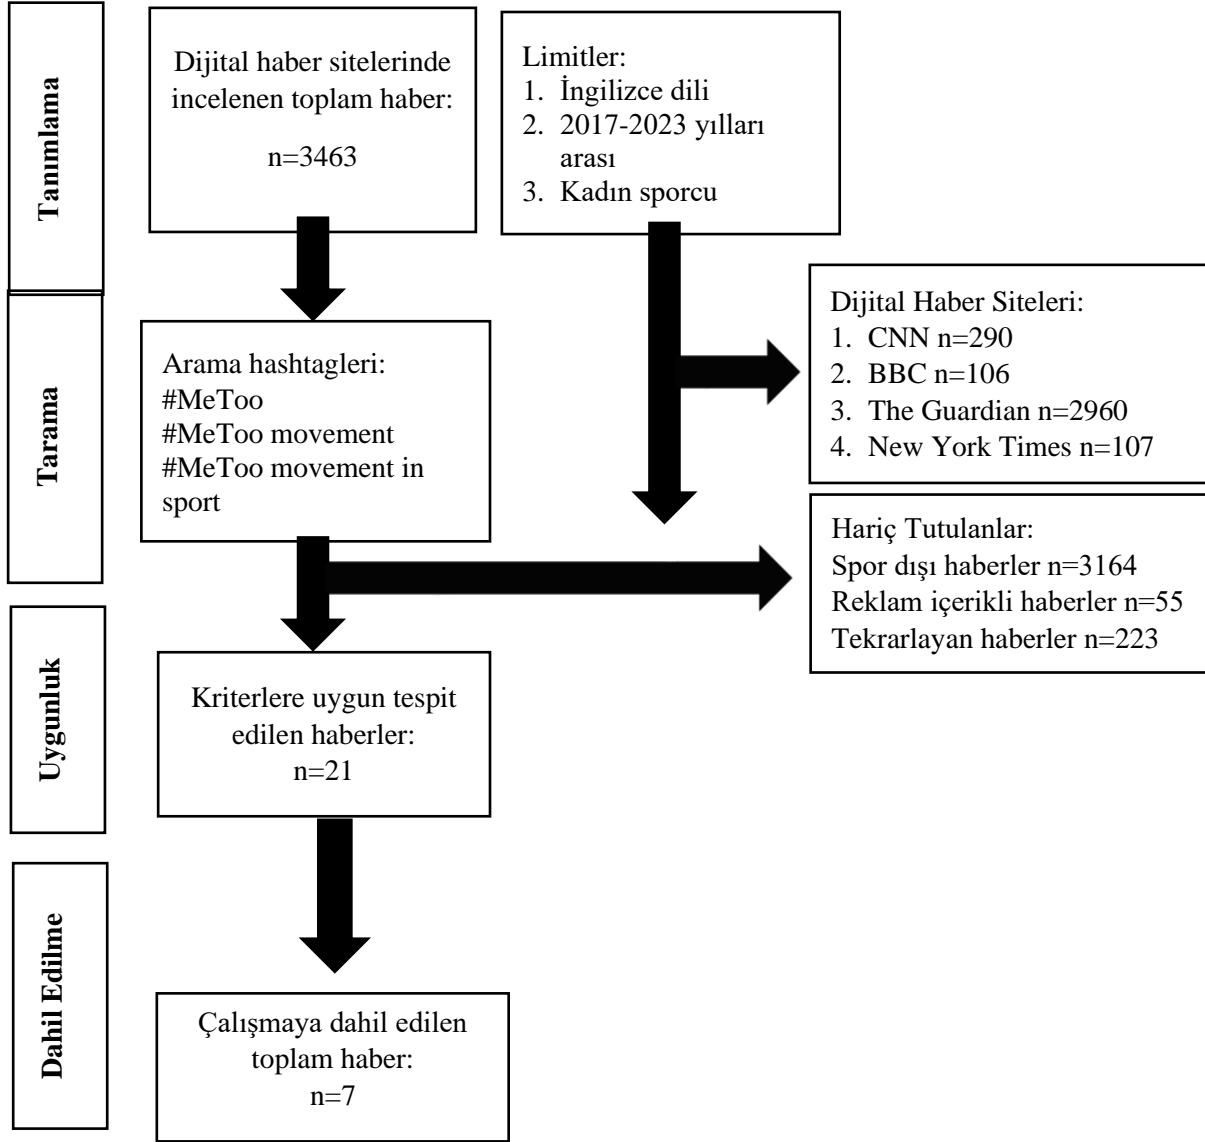 Tanımlama
Dijital haber sitelerinde
incelenen toplam haber:
n=3463
Limitler:
1. İngilizce dili
2. 2017-2023 yılları
arası
3. Kadın sporcu
Dijital Haber Siteleri:
1. CNN n=290
2. BBC n=106
3. The Guardian n=2960
4. New York Times n=107
Tarama
Arama hashtagleri:
#MeToo
#MeToo movement
#MeToo movement in
spor
Hariç Tutulanlar:
Spor dışı haberler n=3164
Reklam içerikli haberler n=55
Tekrarlayan haberler n=223
Uygunluk
Kriterlere uygun tespit
edilen haberler:
n=21
Dahil Edilme
Çalışmaya dahil edilen
toplam haber:
n=7